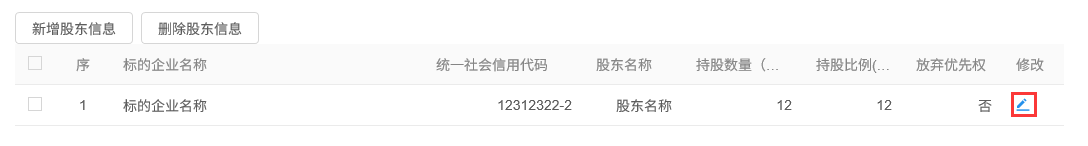 新增股东信息 删除股东信息
序 标的企业名称 统一社会信用代码 股东名称 持股数量（... 持股比例(... 放弃优先权 修改
1 标的企业名称 12312322-2 股东名称 12 12 否